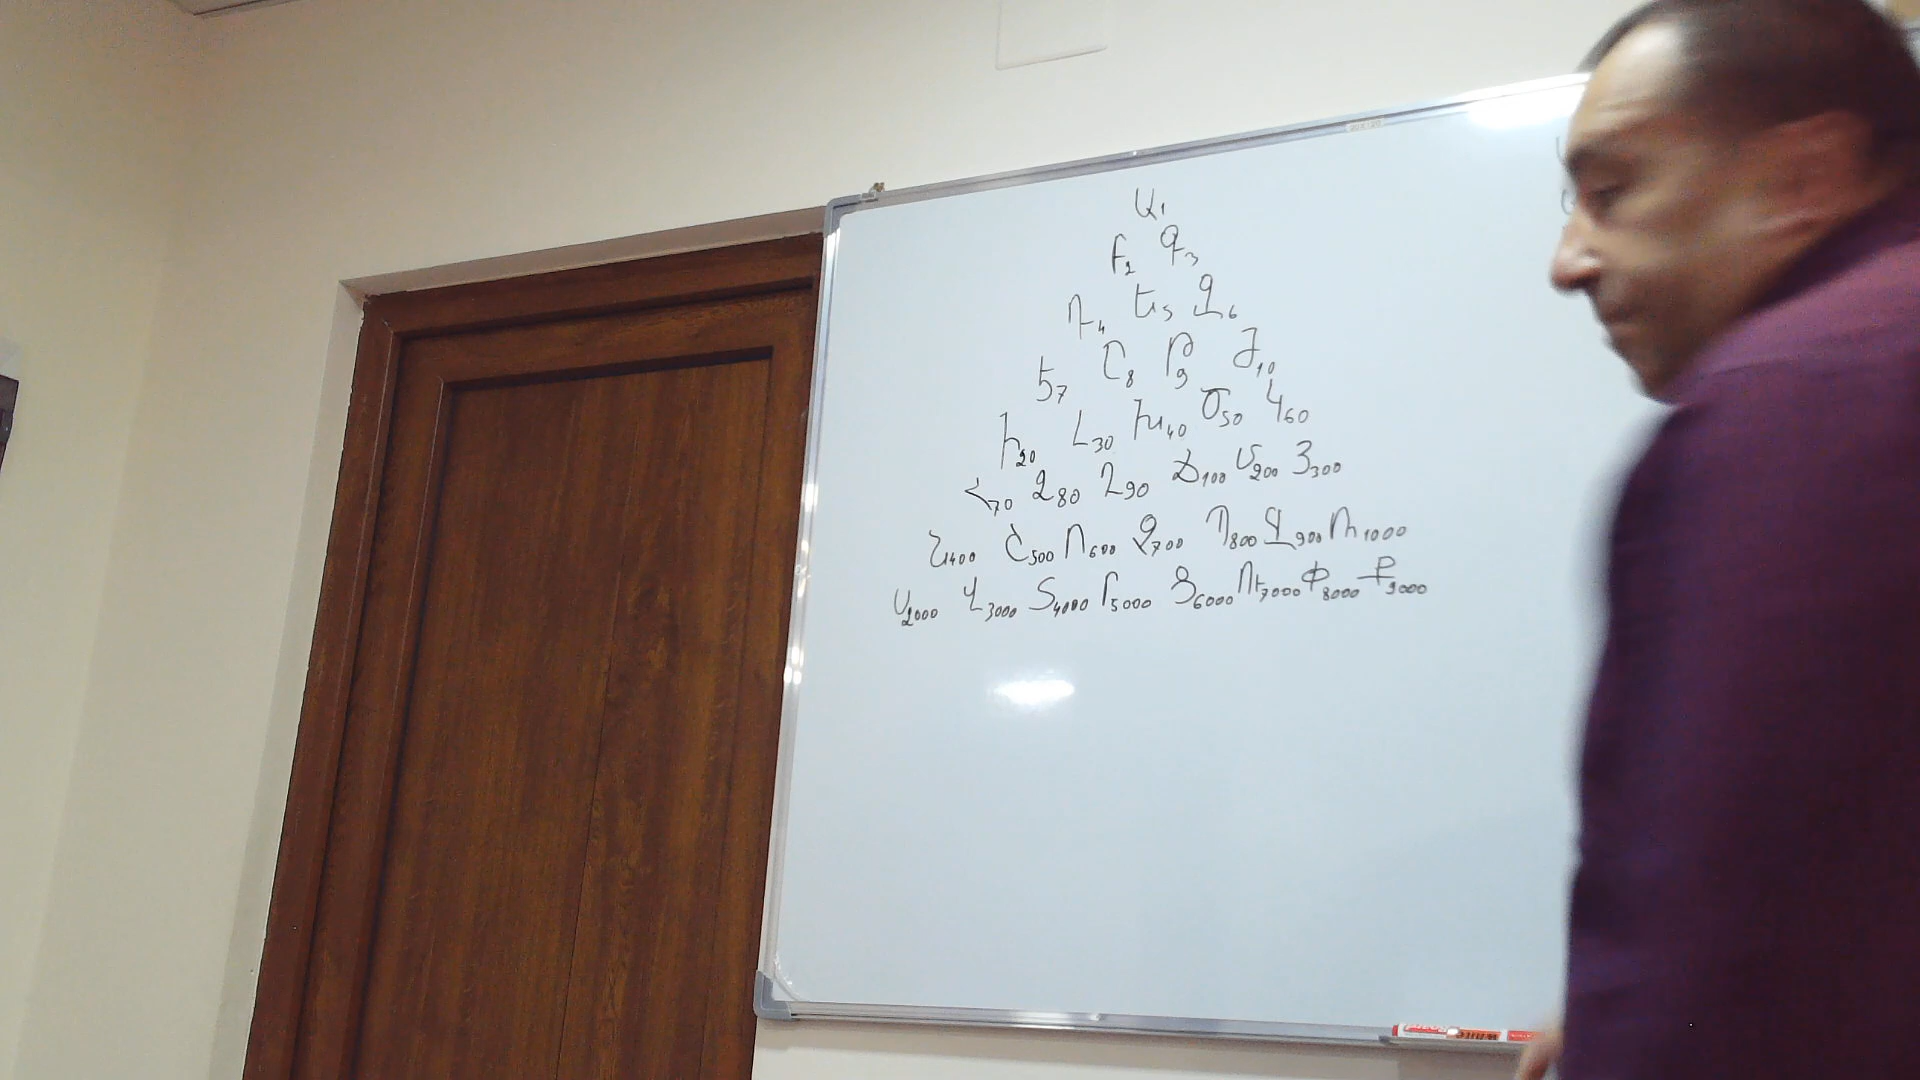 Ա₁
Բ₂ Գ₃
Դ₄ Ե₅ Զ₆
Է₇ Ը₈ Թ₉ Ժ₁₀
Ի₂₀ Լ₃₀ Խ₄₀ Ծ₅₀ Կ₆₀
Հ₇₀ Ձ₈₀ Ղ₉₀ Ճ₁₀₀ Մ₂₀₀ Յ₃₀₀
Ն₄₀₀ Շ₅₀₀ Ո₆₀₀ Չ₇₀₀ Պ₈₀₀ Ջ₉₀₀ Ռ₁₀₀₀
Ս₂₀₀₀ Վ₃₀₀₀ Տ₄₀₀₀ Ր₅₀₀₀ Ց₆₀₀₀ Ւ₇₀₀₀ Փ₈₀₀₀ Ք₉₀₀₀